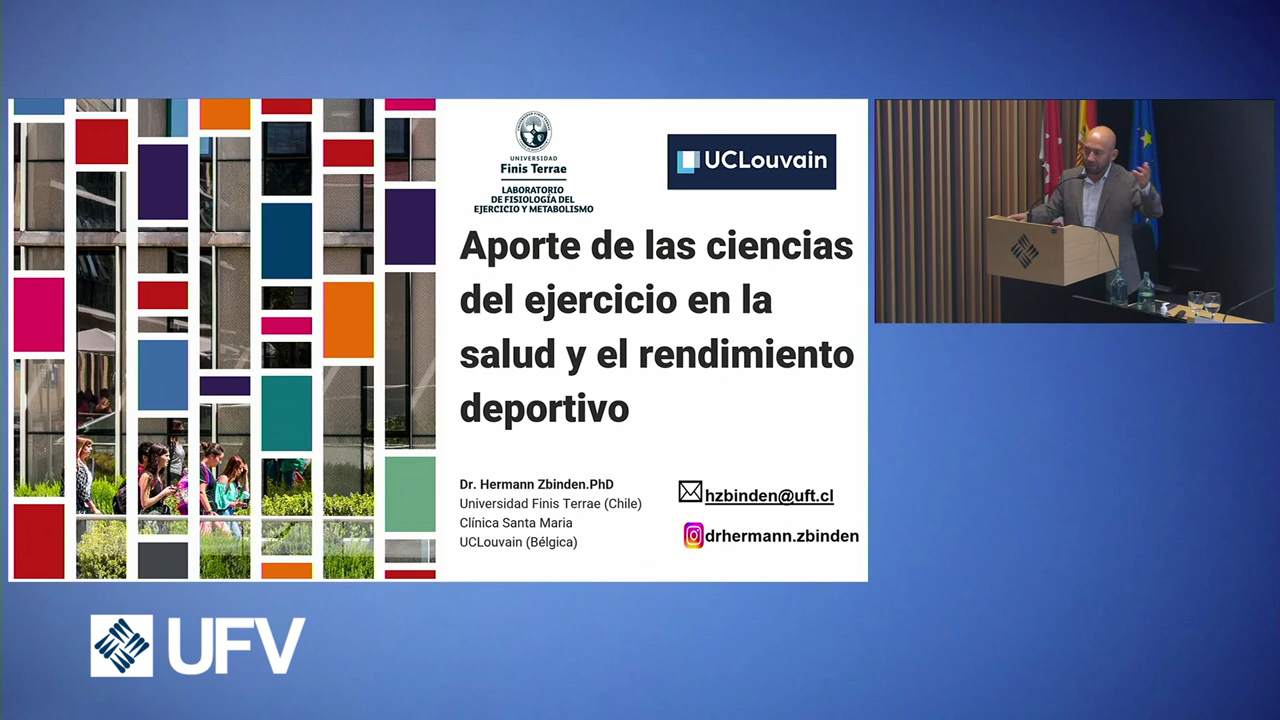 UNIVERSIDAD
Finis Terrae
LABORATORIO
DE FISIOLOGÍA DEL
EJERCICIO Y METABOLISMO
UCLouvain
Aporte de las ciencias
del ejercicio en la
salud y el rendimiento
deportivo
Dr. Hermann Zbinden.PhD
Universidad Finis Terrae (Chile)
Clínica Santa Maria
UCLouvain (Bélgica)
hzbinden@uft.cl
drhermann.zbinden
UFV